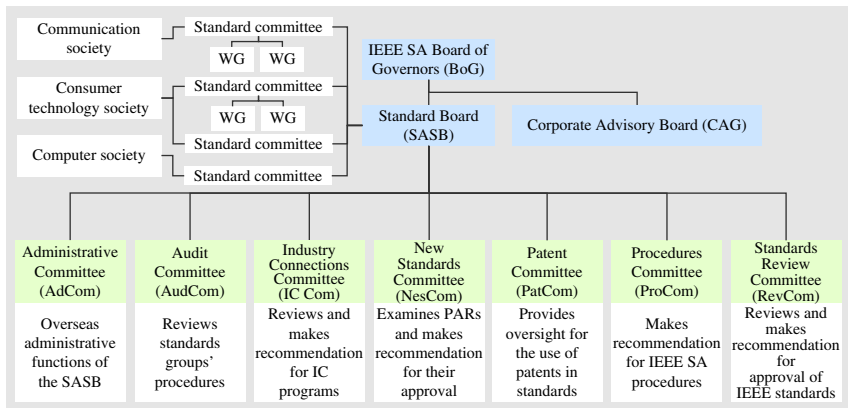 Communication
society
Standard committee
WG WG
Consumer
technology society
Standard committee
WG WG
Standard committee
Computer society
Standard committee
IEEE SA Board of
Governors (BoG)
Standard Board
(SASB)
Corporate Advisory Board (CAG)
Administrative
Committee
(AdCom)
Overseas
administrative
functions of
the SASB
Audit
Committee
(AudCom)
Reviews
standards
groups’
procedures
Industry
Connections
Committee
(IC Com)
Reviews and
makes
recommendation
for IC
programs
New
Standards
Committee
(NesCom)
Examines PARs
and makes
recommendation
for their
approval
Patent
Committee
(PatCom)
Provides
oversight for
the use of
patents in
standards
Procedures
Committee
(ProCom)
Makes
recommendation
for IEEE SA
procedures
Standards
Review
Committee
(RevCom)
Reviews and
makes
recommendation
for
approval of
IEEE standards